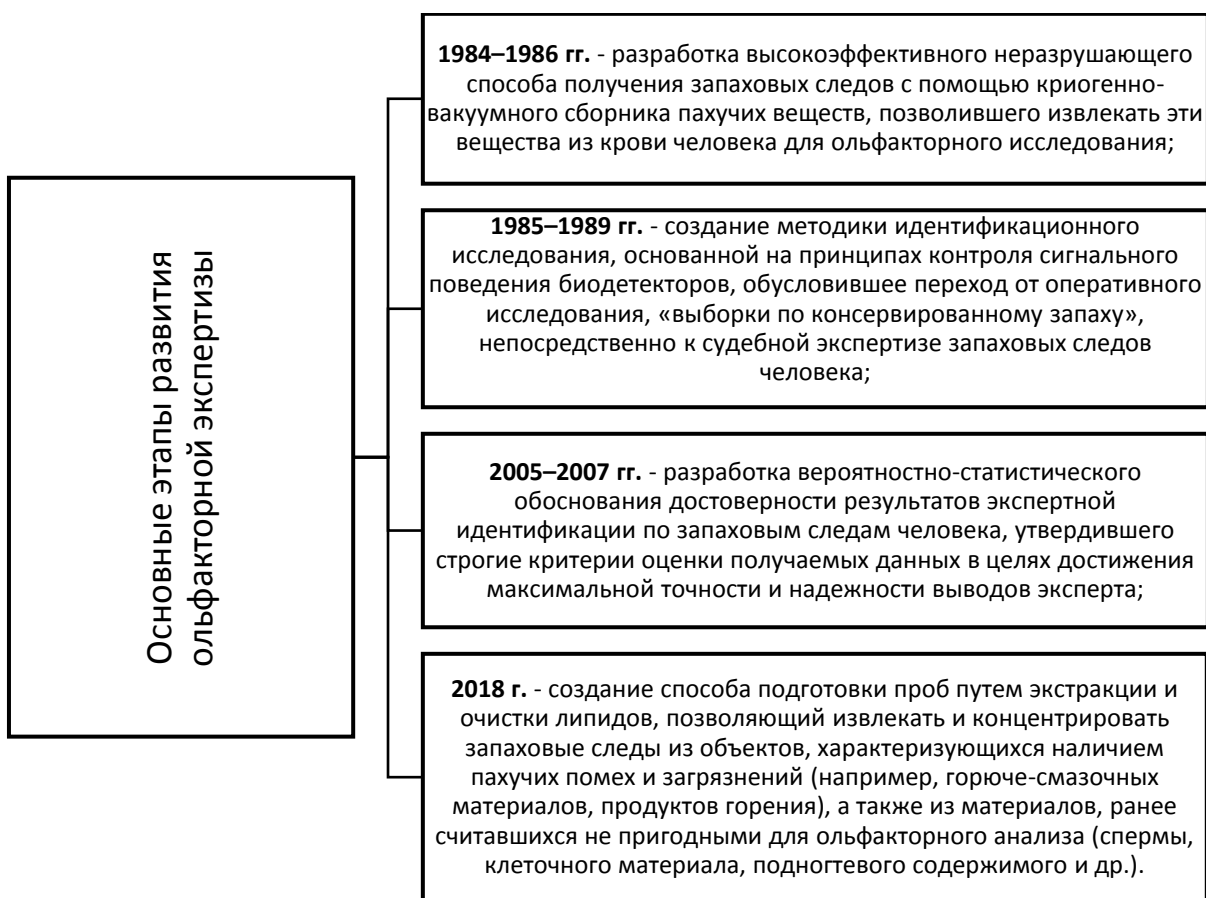 Основные этапы развития
ольфакторной экспертизы
1984–1986 гг. - разработка высокоэффективного неразрушающего
способа получения запаховых следов с помощью криогенно-
вакуумного сборника пахучих веществ, позволившего извлекать эти
вещества из крови человека для ольфакторного исследования;
1985–1989 гг. - создание методики идентификационного
исследования, основанной на принципах контроля сигнального
поведения биодетекторов, обусловившее переход от оперативного
исследования, «выборки по консервированному запаху»,
непосредственно к судебной экспертизе запаховых следов
человека;
2005–2007 гг. - разработка вероятностно-статистического
обоснования достоверности результатов экспертной
идентификации по запаховым следам человека, утвердившего
строгие критерии оценки получаемых данных в целях достижения
максимальной точности и надежности выводов эксперта;
2018 г. - создание способа подготовки проб путем экстракции и
очистки липидов, позволяющий извлекать и концентрировать
запаховые следы из объектов, характеризующихся наличием
пахучих помех и загрязнений (например, горюче-смазочных
материалов, продуктов горения), а также из материалов, ранее
считавшихся не пригодными для ольфакторного анализа (спермы,
клеточного материала, подногтевого содержимого и др.).